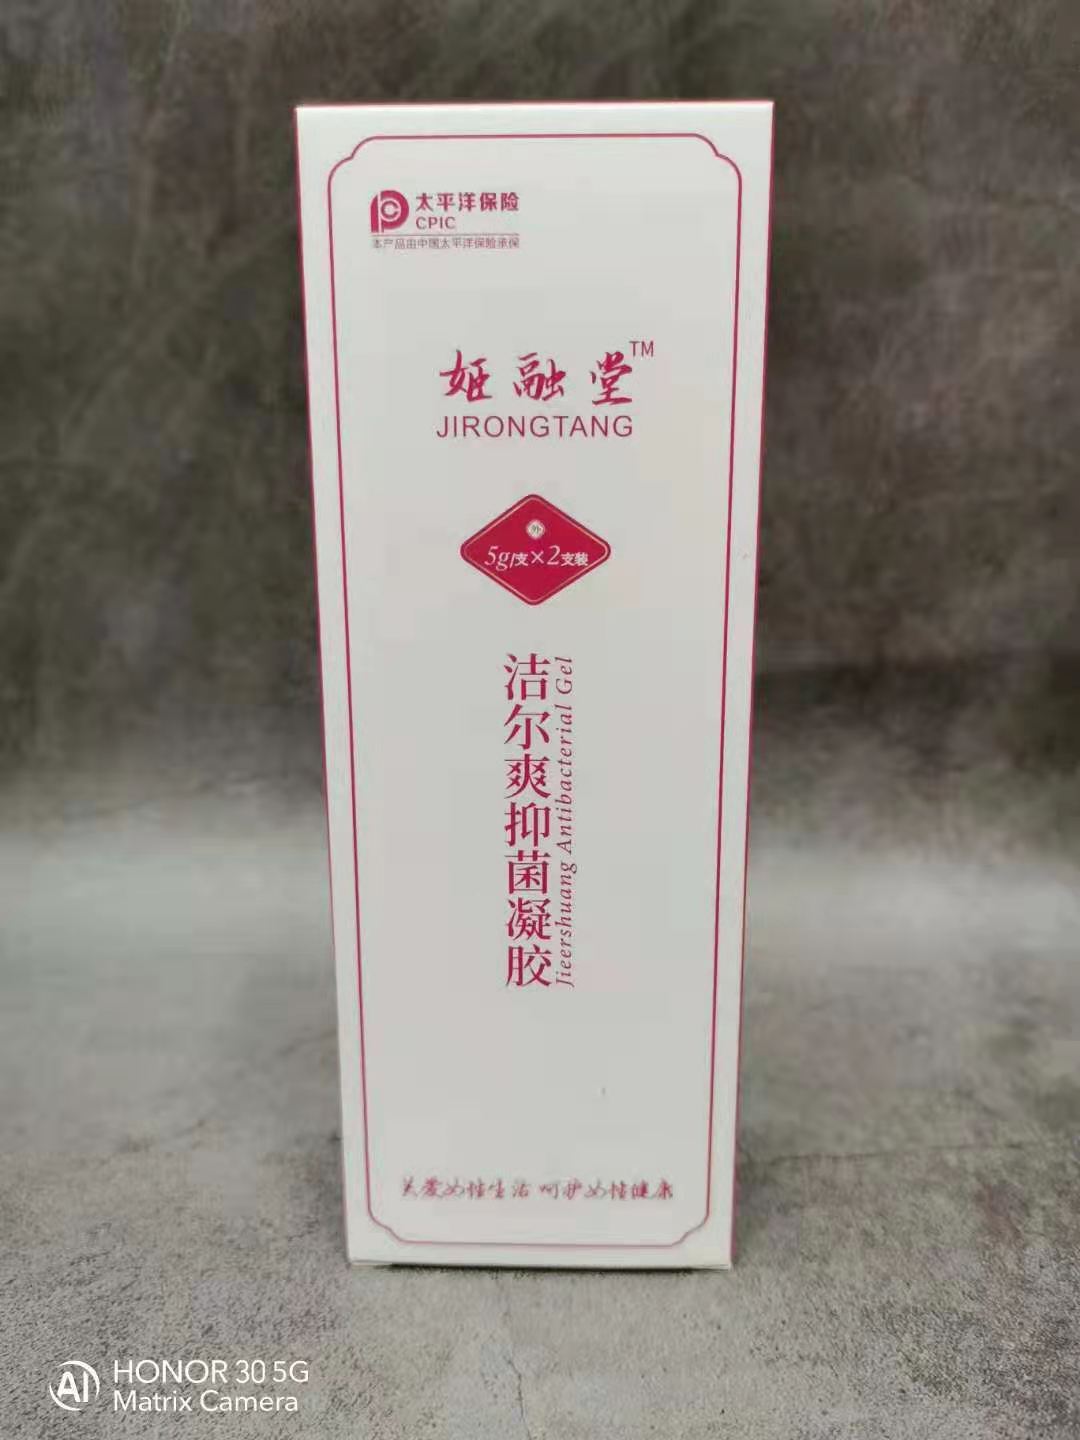 太平洋保险
CPIC
本产品由中国太平洋保险承保
姬融堂™
JIRONGTANG
外
5g/支×2支装
洁尔爽抑菌凝胶
Jieershuang Antibacterial Gel
关爱女性生活 呵护女性健康
HONOR 30 5G
AI
Matrix Camera